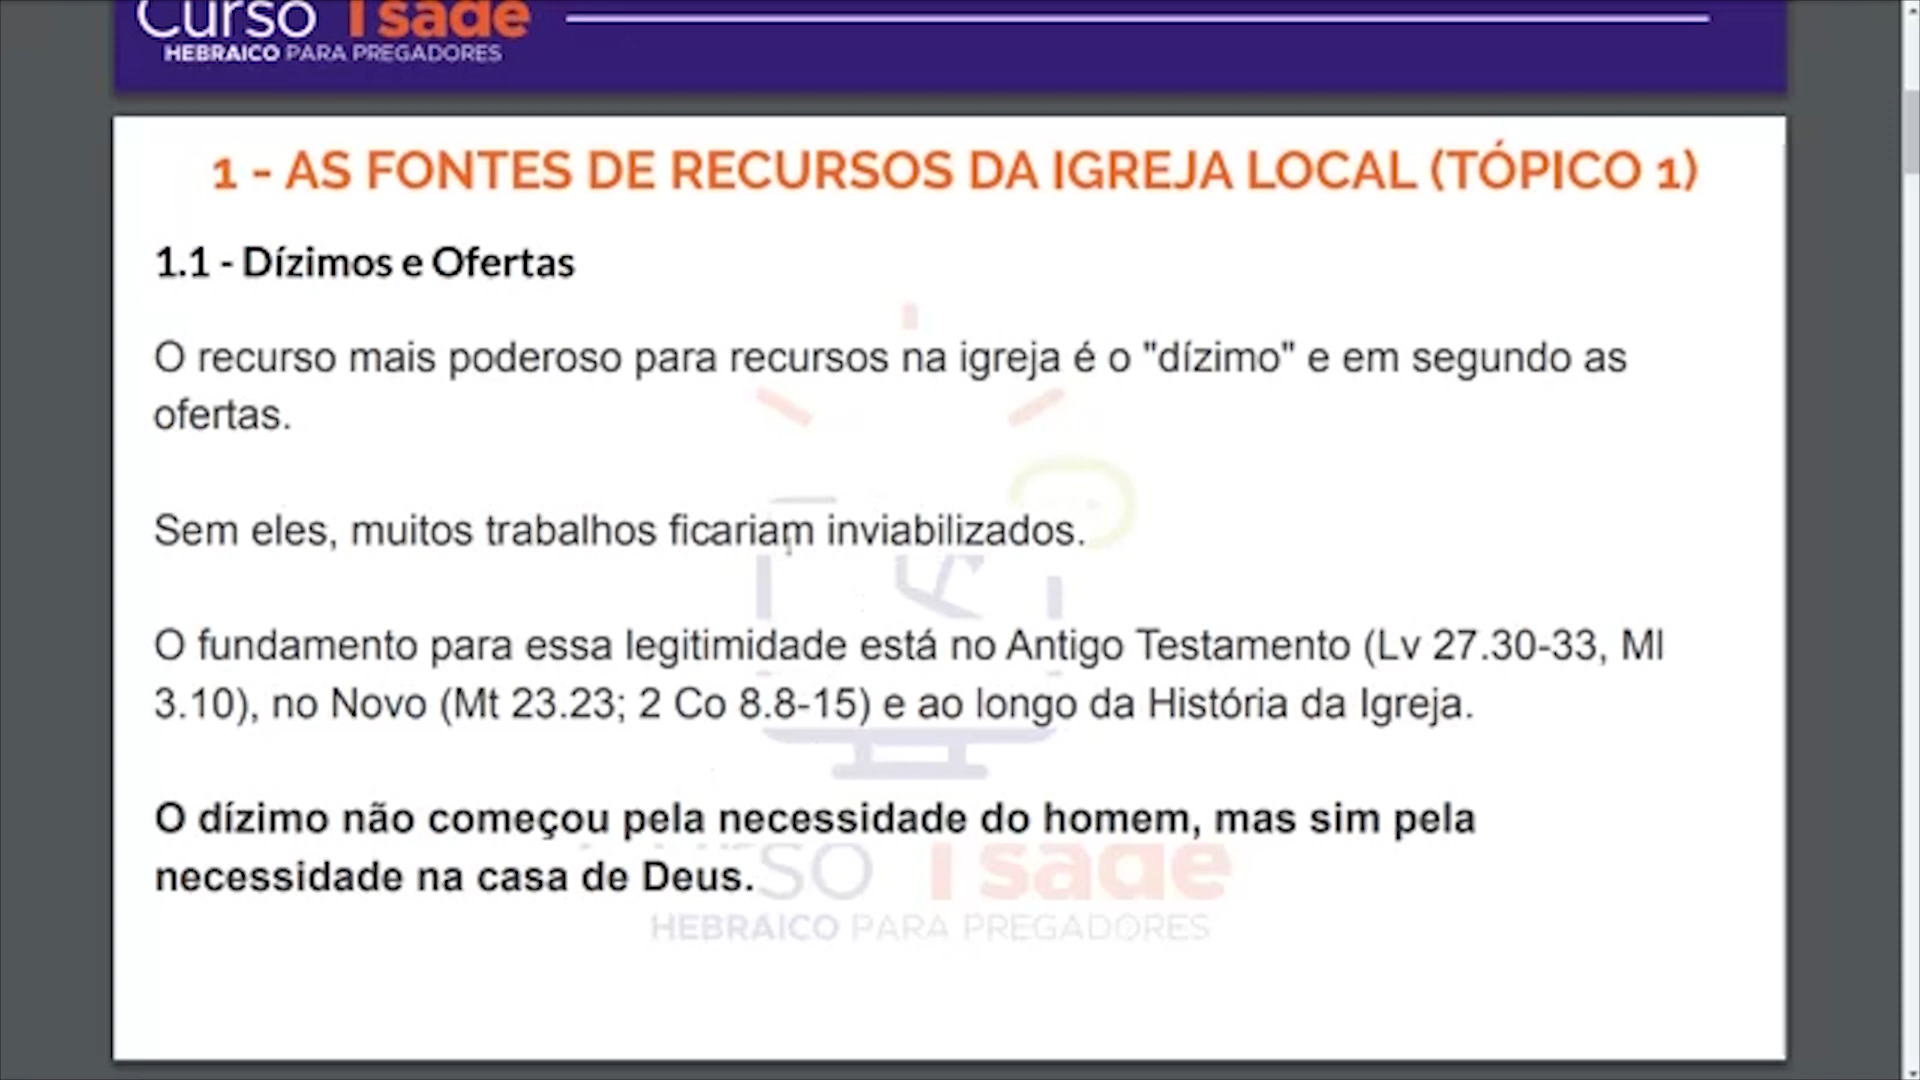 Curso Tsade
HEBRAICO PARA PREGADORES
1 - AS FONTES DE RECURSOS DA IGREJA LOCAL (TÓPICO 1)
1.1 - Dízimos e Ofertas
O recurso mais poderoso para recursos na igreja é o "dízimo" e em segundo as
ofertas.
Sem eles, muitos trabalhos ficariam inviabilizados.
O fundamento para essa legitimidade está no Antigo Testamento (Lv 27.30-33, Ml
3.10), no Novo (Mt 23.23; 2 Co 8.8-15) e ao longo da História da Igreja.
O dízimo não começou pela necessidade do homem, mas sim pela
necessidade na casa de Deus.
Curso Tsade
HEBRAICO PARA PREGADORES